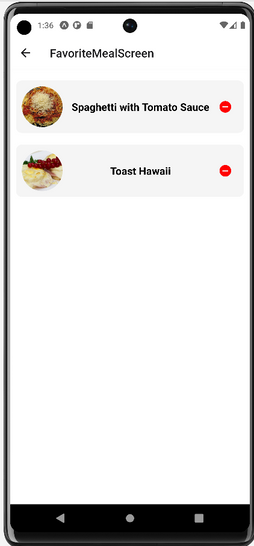 1:36
FavoriteMealScreen
Spaghetti with Tomato Sauce
Toast Hawaii